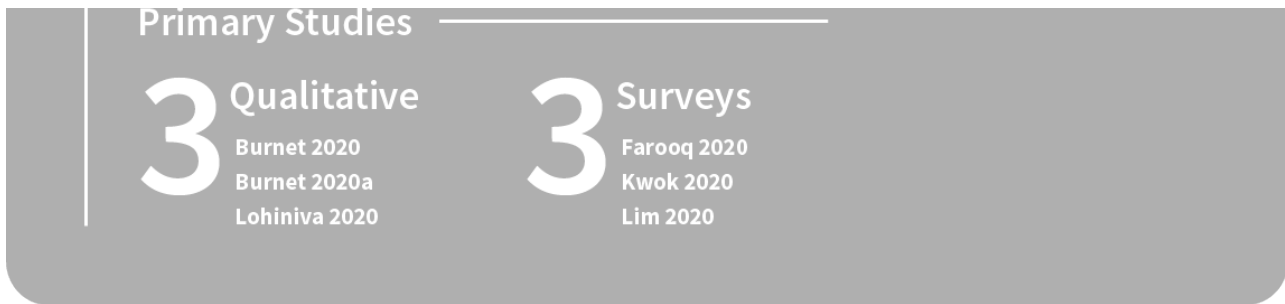 Primary Studies
3 Qualitative
Burnet 2020
Burnet 2020a
Lohiniva 2020
3 Surveys
Farooq 2020
Kwok 2020
Lim 2020